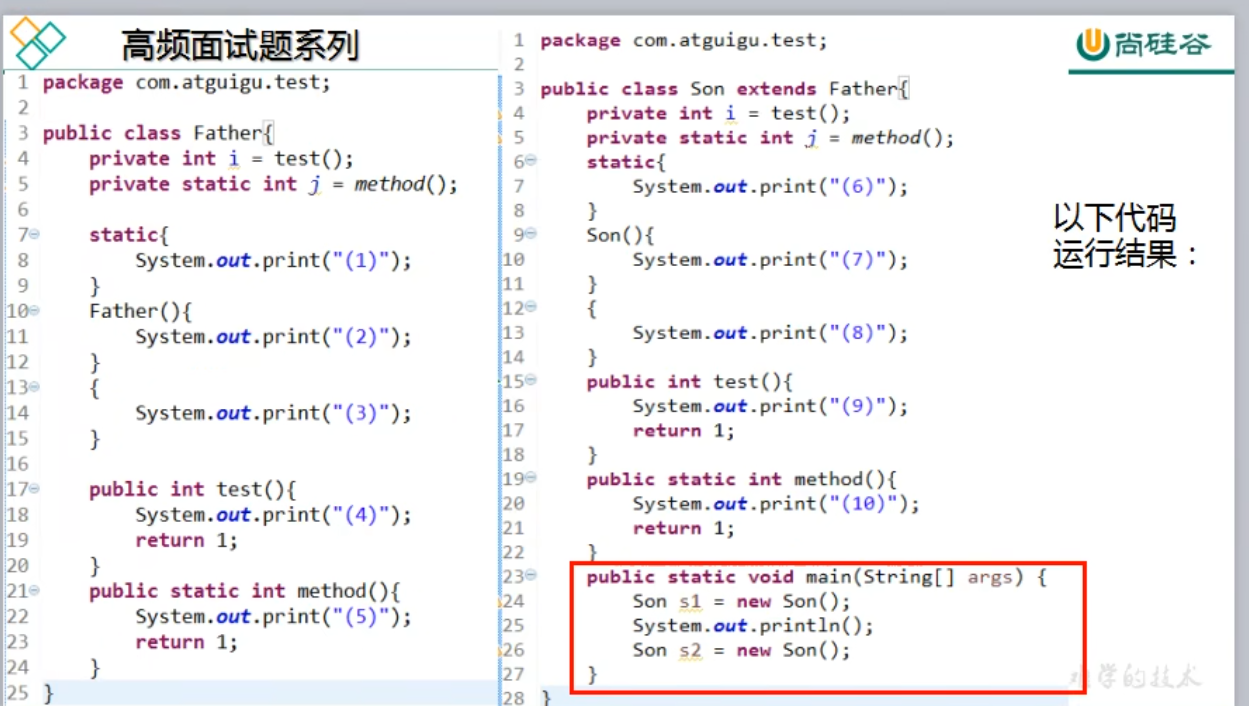 高频面试题系列
1 package com.atguigu.test;
2
3 public class Father{
4 private int i = test();
5 private static int j = method();
6
7 static{
8 System.out.print("(1)");
9 }
10 Father(){
11 System.out.print("(2)");
12 }
13 {
14 System.out.print("(3)");
15 }
16
17 public int test(){
18 System.out.print("(4)");
19 return 1;
20 }
21 public static int method(){
22 System.out.print("(5)");
23 return 1;
24 }
25 }
1 package com.atguigu.test;
2
3 public class Son extends Father{
4 private int i = test();
5 private static int j = method();
6 static{
7 System.out.print("(6)");
8 }
9 Son(){
10 System.out.print("(7)");
11 }
12 {
13 System.out.print("(8)");
14 }
15 public int test(){
16 System.out.print("(9)");
17 return 1;
18 }
19 public static int method(){
20 System.out.print("(10)");
21 return 1;
22 }
23 public static void main(String[] args) {
24 Son s1 = new Son();
25 System.out.println();
26 Son s2 = new Son();
27 }
28 }
尚硅谷
以下代码
运行结果：
学的技术